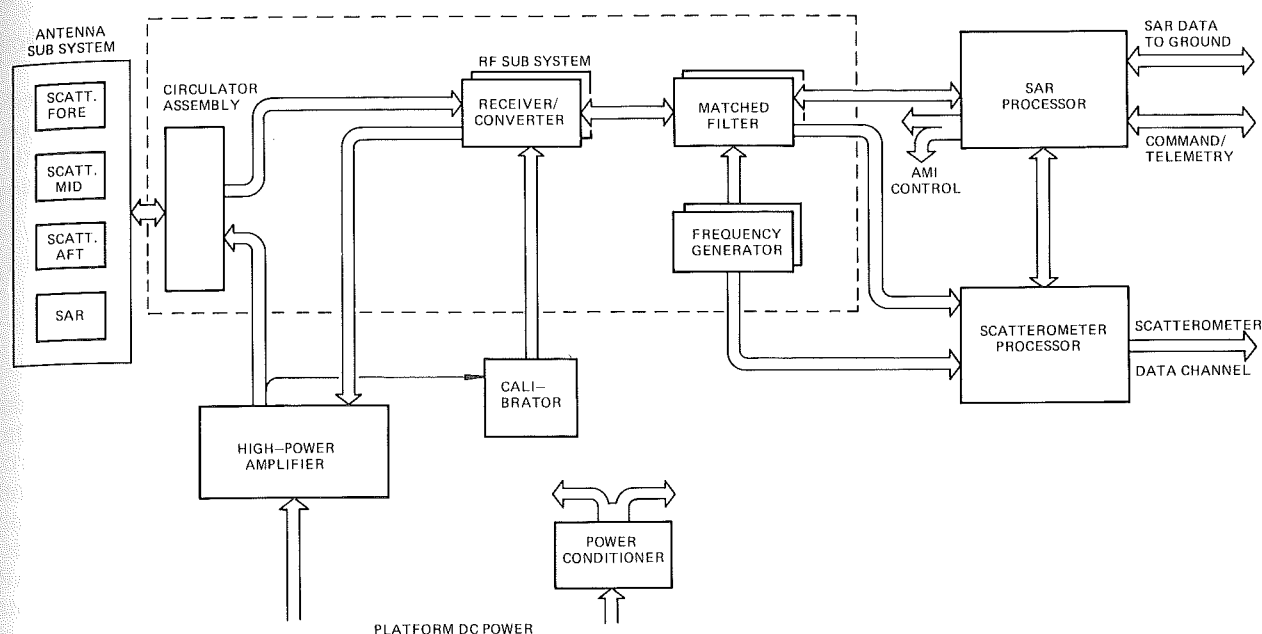 ANTENNA
SUB SYSTEM
SCATT.
FORE
SCATT.
MID
SCATT.
AFT
SAR
CIRCULATOR
ASSEMBLY
RF SUB SYSTEM
RECEIVER/
CONVERTER
MATCHED
FILTER
FREQUENCY
GENERATOR
SAR
PROCESSOR
SAR DATA
TO GROUND
COMMAND/
TELEMETRY
AMI
CONTROL
SCATTEROMETER
PROCESSOR
SCATTEROMETER
DATA CHANNEL
CALI–
BRATOR
HIGH–POWER
AMPLIFIER
POWER
CONDITIONER
PLATFORM DC POWER